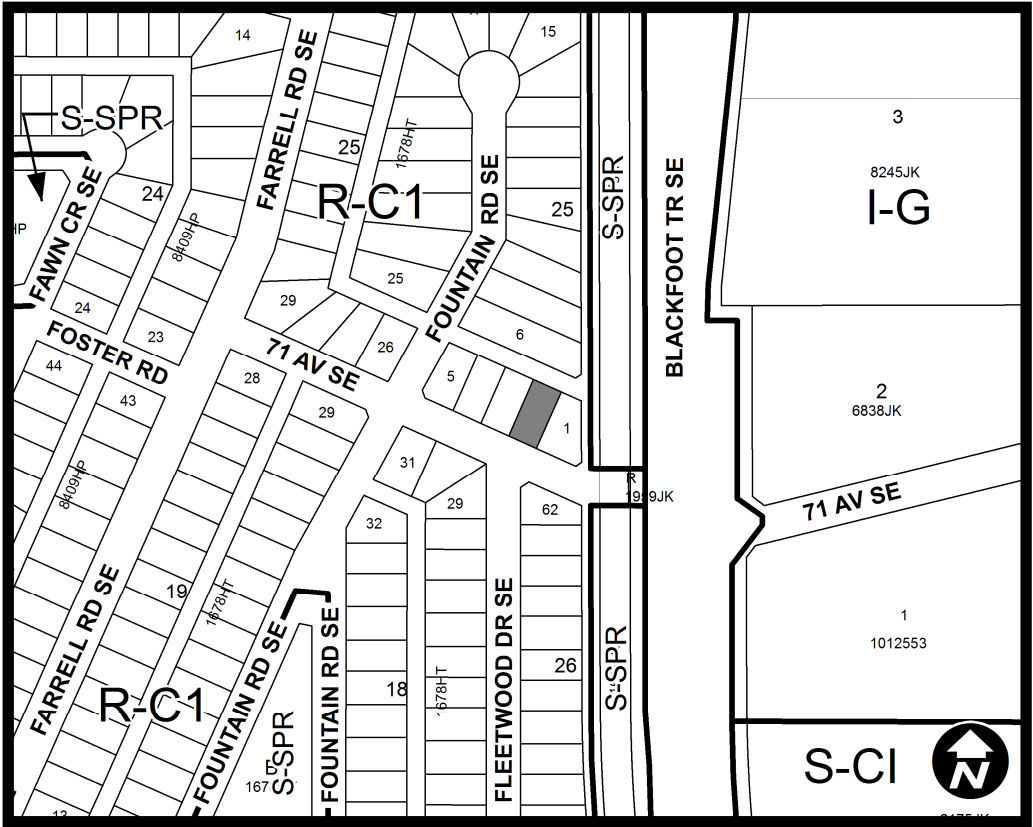 14
15
S-SPR
FARRELL RD SE
25
1678HT
3
8245JK
I-G
R-C1
S-SPR
BLACKFOOT TR SE
FOUNTAIN RD SE
25
24
8409HP
HP
FAWN CR SE
24
23
29
25
26
6
FOSTER RD
71 AV SE
44
43
28
29
5
1
2
6838JK
31
29
62
32
R
71 AV SE
8409HP
19
1678HT
FARRELL RD SE
R-C1
FOUNTAIN RD SE
FOUNTAIN RD SE
S-SPR
18
FLEETWOOD DR SE
26
S-SPR
1
1012553
S-CI
N